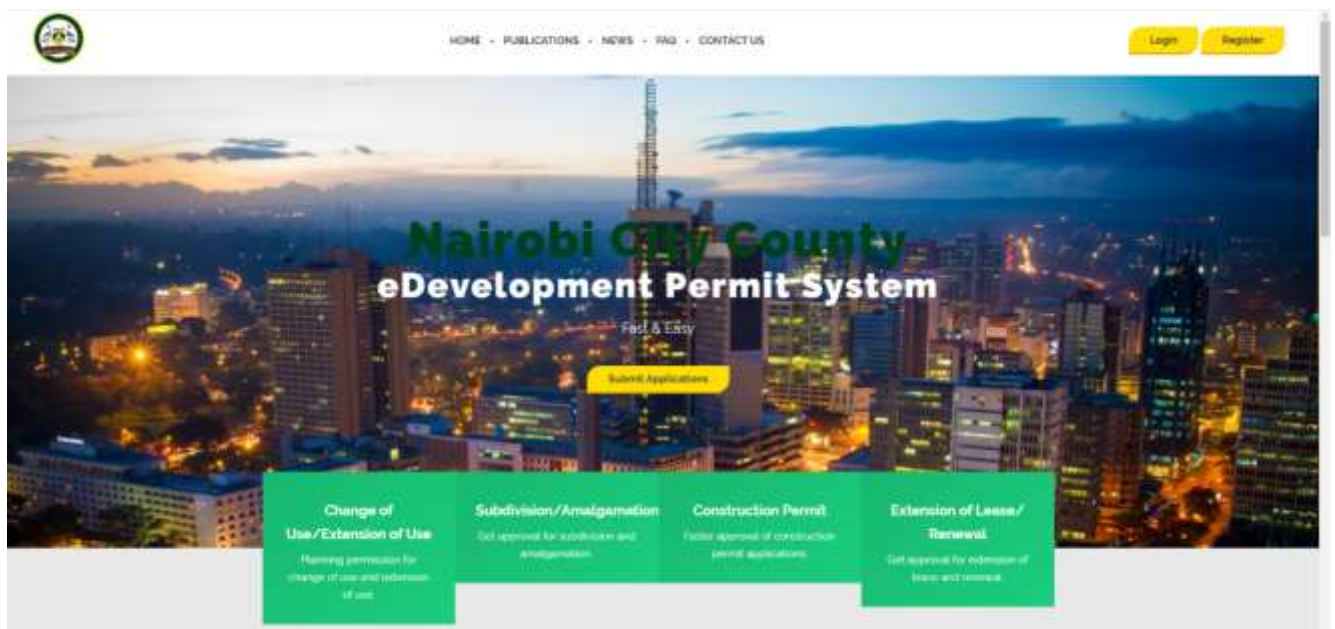 HOME - PUBLICATIONS - NEWS - FAQ - CONTACT US
Login
Register
Nairobi City County
eDevelopment Permit System
Fast & Easy
Submit Applications
Change of
Use/Extension of Use
Planning permission for
change of use and extension
of use
Subdivision/Amalgamation
Get approval for subdivision and
amalgamation
Construction Permit
Faster approval of construction
permit applications
Extension of Lease/
Renewal
Get approval for extension of
lease and renewal